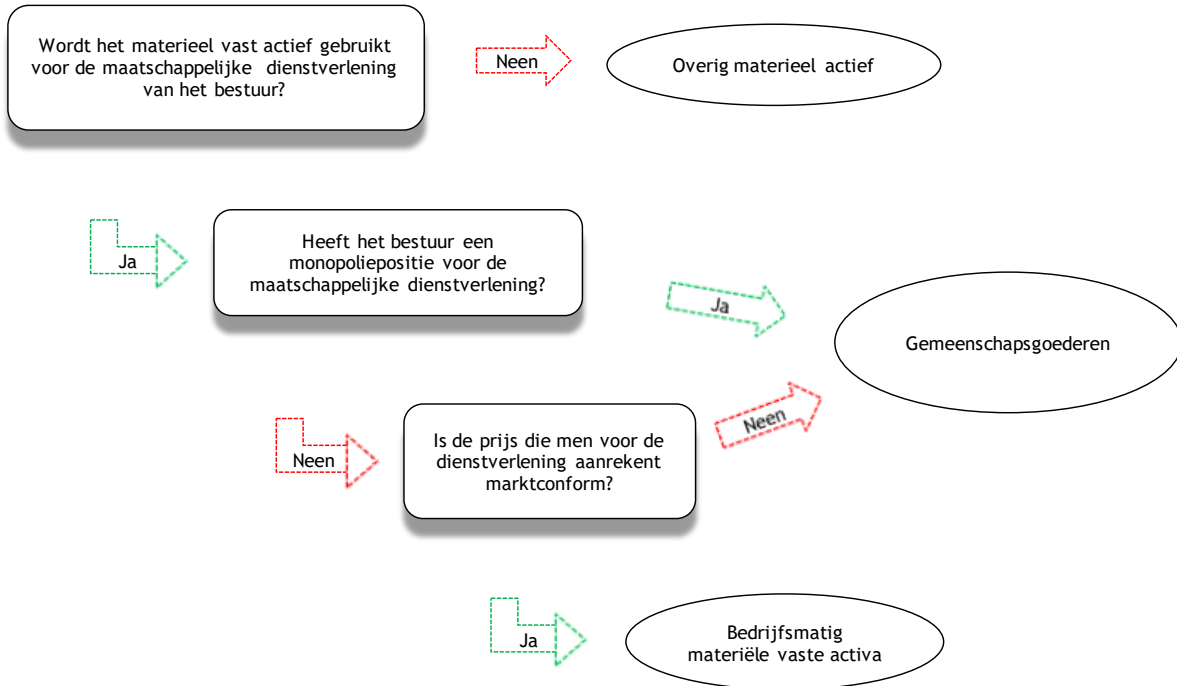 Wordt het materieel vast actief gebruikt
voor de maatschappelijke dienstverlening
van het bestuur?
Neen
Overig materieel actief
Ja
Heeft het bestuur een
monopoliepositie voor de
maatschappelijke dienstverlening?
Ja
Gemeenschapsgoederen
Neen
Is de prijs die men voor de
dienstverlening aanrekent
marktconform?
Neen
Ja
Bedrijfsmatig
materiële vaste activa